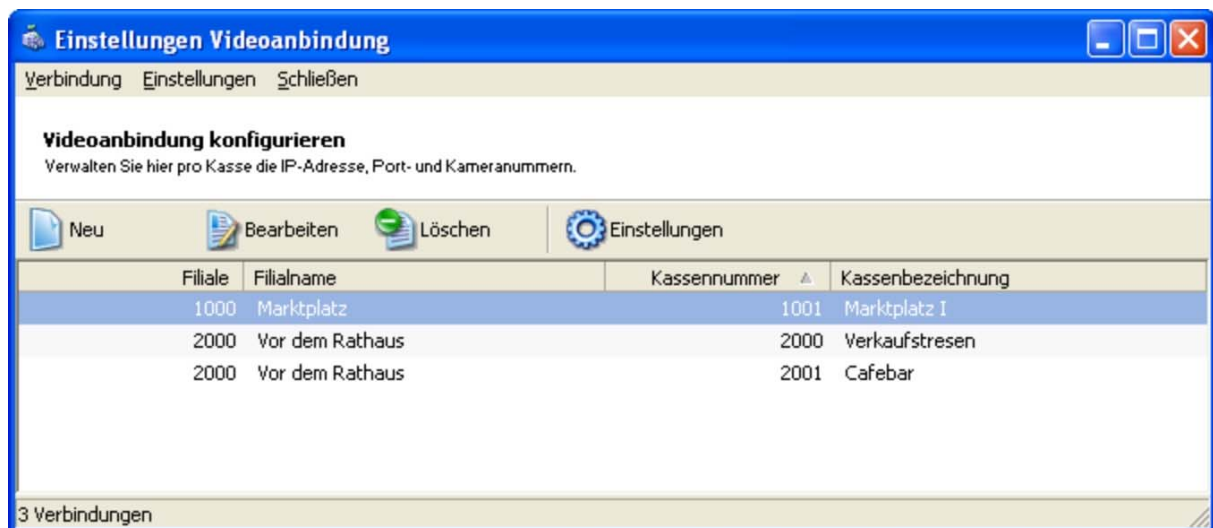 Einstellungen Videoanbindung
Verbindung Einstellungen Schließen
Videoanbindung konfigurieren
Verwalten Sie hier pro Kasse die IP-Adresse, Port- und Kameranummern.
Neu Bearbeiten Löschen Einstellungen
Filiale Filialname Kassennummer Kassenbezeichnung
1000 Marktplatz 1001 Marktplatz I
2000 Vor dem Rathaus 2000 Verkaufstresen
2000 Vor dem Rathaus 2001 Cafebar
3 Verbindungen